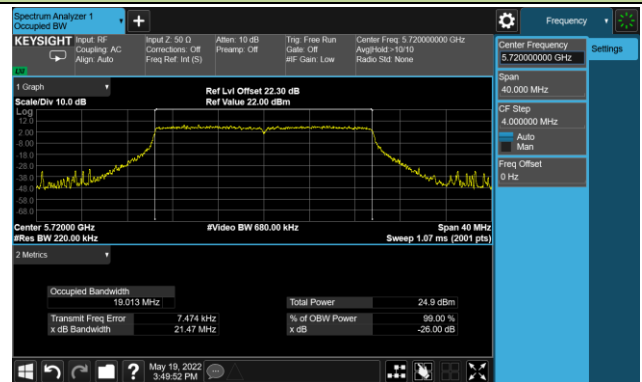 Spectrum Analyzer 1
Occupied BW
+
Frequency
KEYSIGHT
Input: RF
Coupling: AC
Align: Auto
Input Z: 50 Ω
Corrections: Off
Freq Ref: Int (S)
Atten: 10 dB
Preamp: Off
Trig: Free Run
Gate: Off
#IF Gain: Low
Center Freq: 5.720000000 GHz
Avg|Hold:>10/10
Radio Std: None
Center Frequency
5.720000000 GHz
Settings
Span
40.000 MHz
CF Step
4.000000 MHz
Auto
Man
Freq Offset
0 Hz
1 Graph
Scale/Div 10.0 dB
Ref Lvl Offset 22.30 dB
Ref Value 22.00 dBm
Log
12.0
2.00
-8.00
-18.0
-28.0
-38.0
-48.0
-58.0
-68.0
Center 5.72000 GHz
#Res BW 220.00 kHz
#Video BW 680.00 kHz
Span 40 MHz
Sweep 1.07 ms (2001 pts)
2 Metrics
Occupied Bandwidth
19.013 MHz
Total Power 24.9 dBm
Transmit Freq Error 7.474 kHz
% of OBW Power 99.00 %
x dB Bandwidth 21.47 MHz
x dB -26.00 dB
?
May 19, 2022
3:49:52 PM